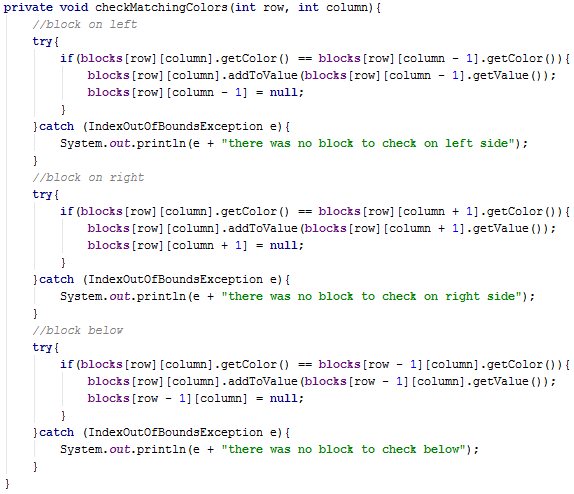 private void checkMatchingColors(int row, int column){
//block on left
try{
if(blocks[row][column].getColor() == blocks[row][column - 1].getColor()){
blocks[row][column].addToValue(blocks[row][column - 1].getValue());
blocks[row][column - 1] = null;
}
}catch (IndexOutOfBoundsException e){
System.out.println(e + "there was no block to check on left side");
}
//block on right
try{
if(blocks[row][column].getColor() == blocks[row][column + 1].getColor()){
blocks[row][column].addToValue(blocks[row][column + 1].getValue());
blocks[row][column + 1] = null;
}
}catch (IndexOutOfBoundsException e){
System.out.println(e + "there was no block to check on right side");
}
//block below
try{
if(blocks[row][column].getColor() == blocks[row - 1][column].getColor()){
blocks[row][column].addToValue(blocks[row - 1][column].getValue());
blocks[row - 1][column] = null;
}
}catch (IndexOutOfBoundsException e){
System.out.println(e + "there was no block to check below");
}
}